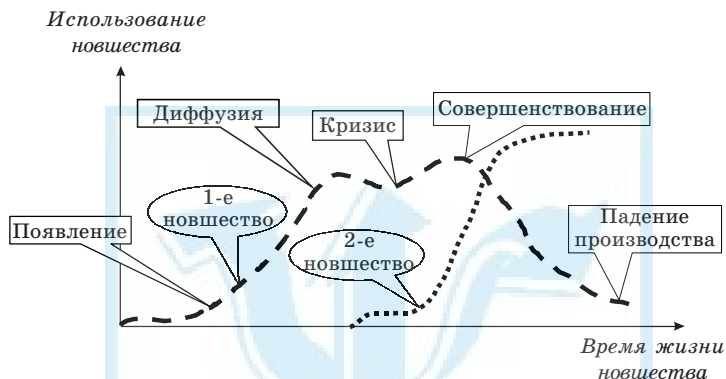 Использование
новшества
Диффузия
Кризис
Совершенствование
1-е
новшество
Появление
2-е
новшество
Падение
производства
Время жизни
новшества